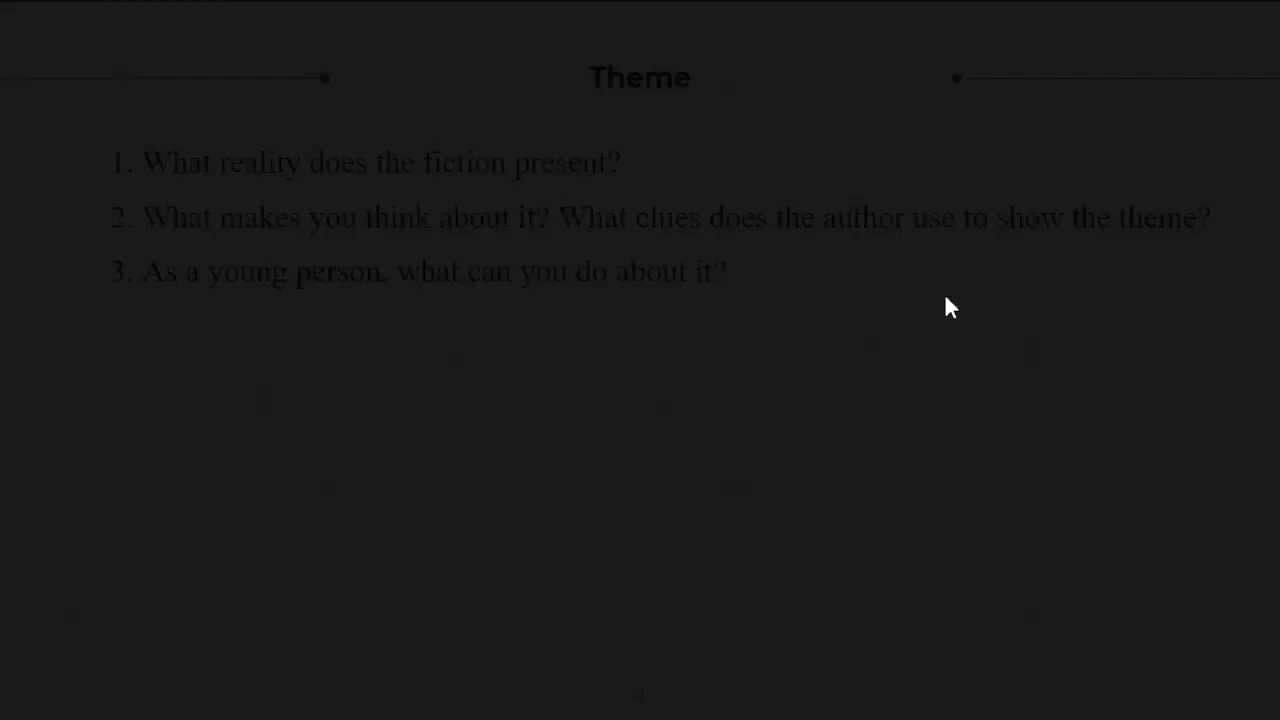 Theme
1. What reality does the fiction present?
2. What makes you think about it? What clues does the author use to show the theme?
3. As a young person, what can you do about it?